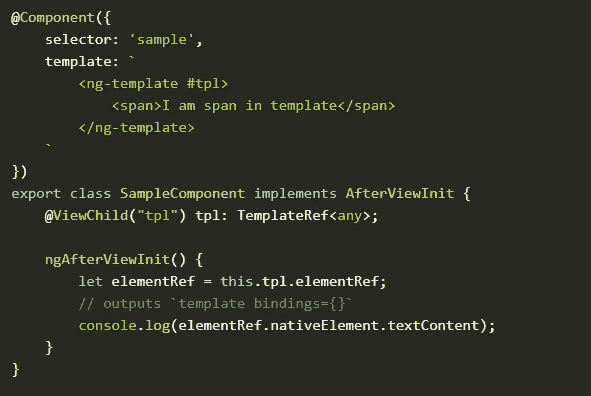 @Component({
    selector: 'sample',
    template: `
        <ng-template #tpl>
            <span>I am span in template</span>
        </ng-template>
    `
})
export class SampleComponent implements AfterViewInit {
    @ViewChild("tpl") tpl: TemplateRef<any>;

    ngAfterViewInit() {
        let elementRef = this.tpl.elementRef;
        // outputs `template bindings={}`
        console.log(elementRef.nativeElement.textContent);
    }
}